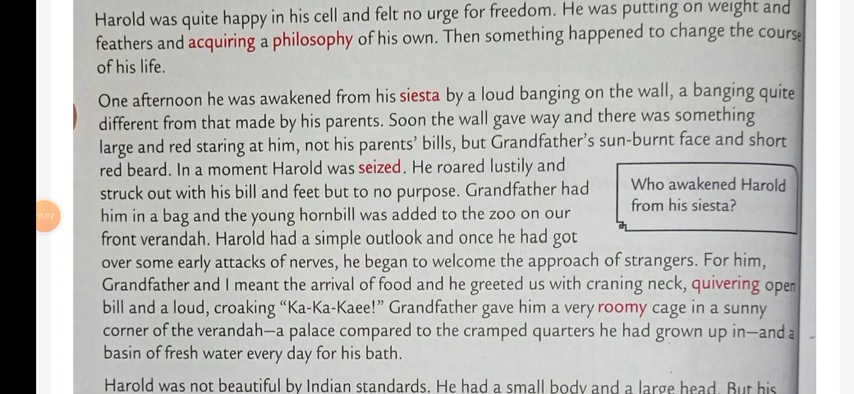 Harold was quite happy in his cell and felt no urge for freedom. He was putting on weight and
feathers and acquiring a philosophy of his own. Then something happened to change the course
of his life.
One afternoon he was awakened from his siesta by a loud banging on the wall, a banging quite
different from that made by his parents. Soon the wall gave way and there was something
large and red staring at him, not his parents' bills, but Grandfather's sun-burnt face and short
red beard. In a moment Harold was seized. He roared lustily and
struck out with his bill and feet but to no purpose. Grandfather had
him in a bag and the young hornbill was added to the zoo on our
front verandah. Harold had a simple outlook and once he had got
Who awakened Harold
from his siesta?
over some early attacks of nerves, he began to welcome the approach of strangers. For him,
Grandfather and I meant the arrival of food and he greeted us with craning neck, quivering open
bill and a loud, croaking “Ka-Ka-Kaee!” Grandfather gave him a very roomy cage in a sunny
corner of the verandah—a palace compared to the cramped quarters he had grown up in—and a
basin of fresh water every day for his bath.
Harold was not beautiful by Indian standards. He had a small body and a large head. But his